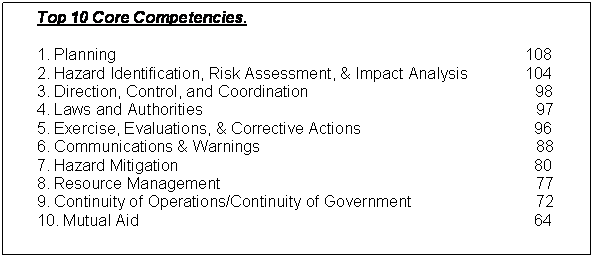 Top 10 Core Competencies.
1. Planning 108
2. Hazard Identification, Risk Assessment, & Impact Analysis 104
3. Direction, Control, and Coordination 98
4. Laws and Authorities 97
5. Exercise, Evaluations, & Corrective Actions 96
6. Communications & Warnings 88
7. Hazard Mitigation 80
8. Resource Management 77
9. Continuity of Operations/Continuity of Government 72
10. Mutual Aid 64